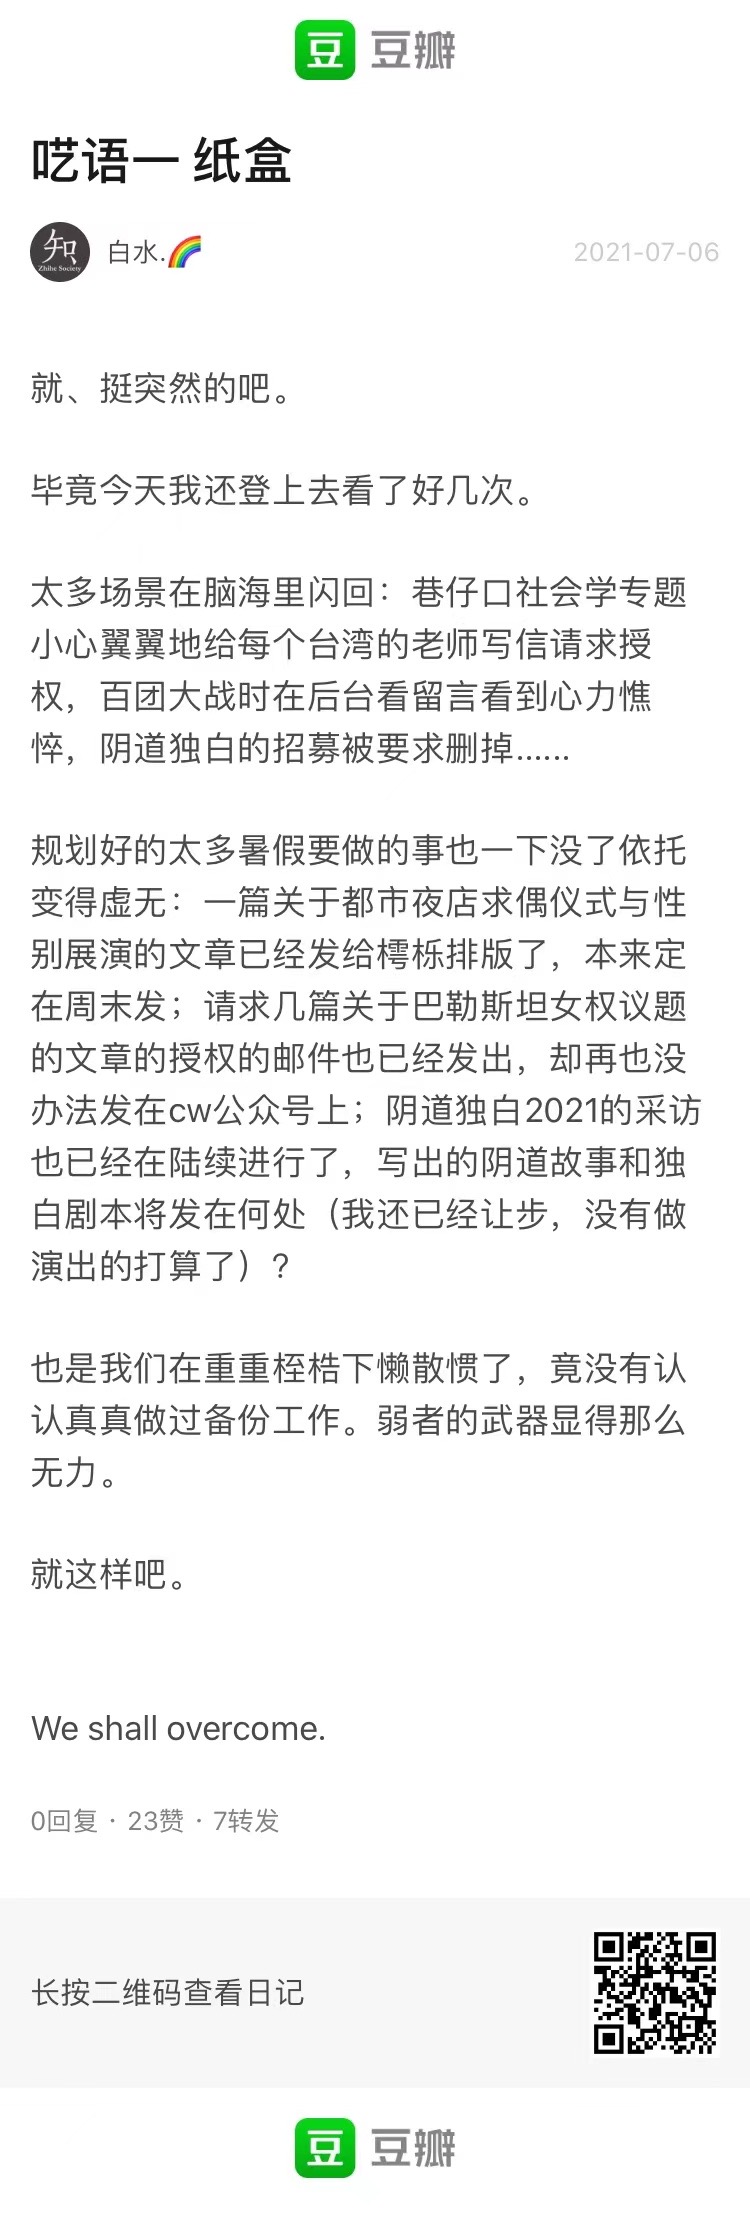 豆 豆瓣
呓语一 纸盒
知
Zhihe Society
白水.🌈
2021-07-06
就、挺突然的吧。
毕竟今天我还登上去看了好几次。
太多场景在脑海里闪回：巷仔口社会学专题
小心翼翼地给每个台湾的老师写信请求授
权，百团大战时在后台看留言看到心力憔
悴，阴道独白的招募被要求删掉……
规划好的太多暑假要做的事也一下没了依托
变得虚无：一篇关于都市夜店求偶仪式与性
别展演的文章已经发给樗栎排版了，本来定
在周末发；请求几篇关于巴勒斯坦女权议题
的文章的授权的邮件也已经发出，却再也没
办法发在cw公众号上；阴道独白2021的采访
也已经在陆续进行了，写出的阴道故事和独
白剧本将发在何处（我还已经让步，没有做
演出的打算了）？
也是我们在重重桎梏下懒散惯了，竟没有认
认真真做过备份工作。弱者的武器显得那么
无力。
就这样吧。
We shall overcome.
0回复 · 23赞 · 7转发
长按二维码查看日记
豆 豆瓣